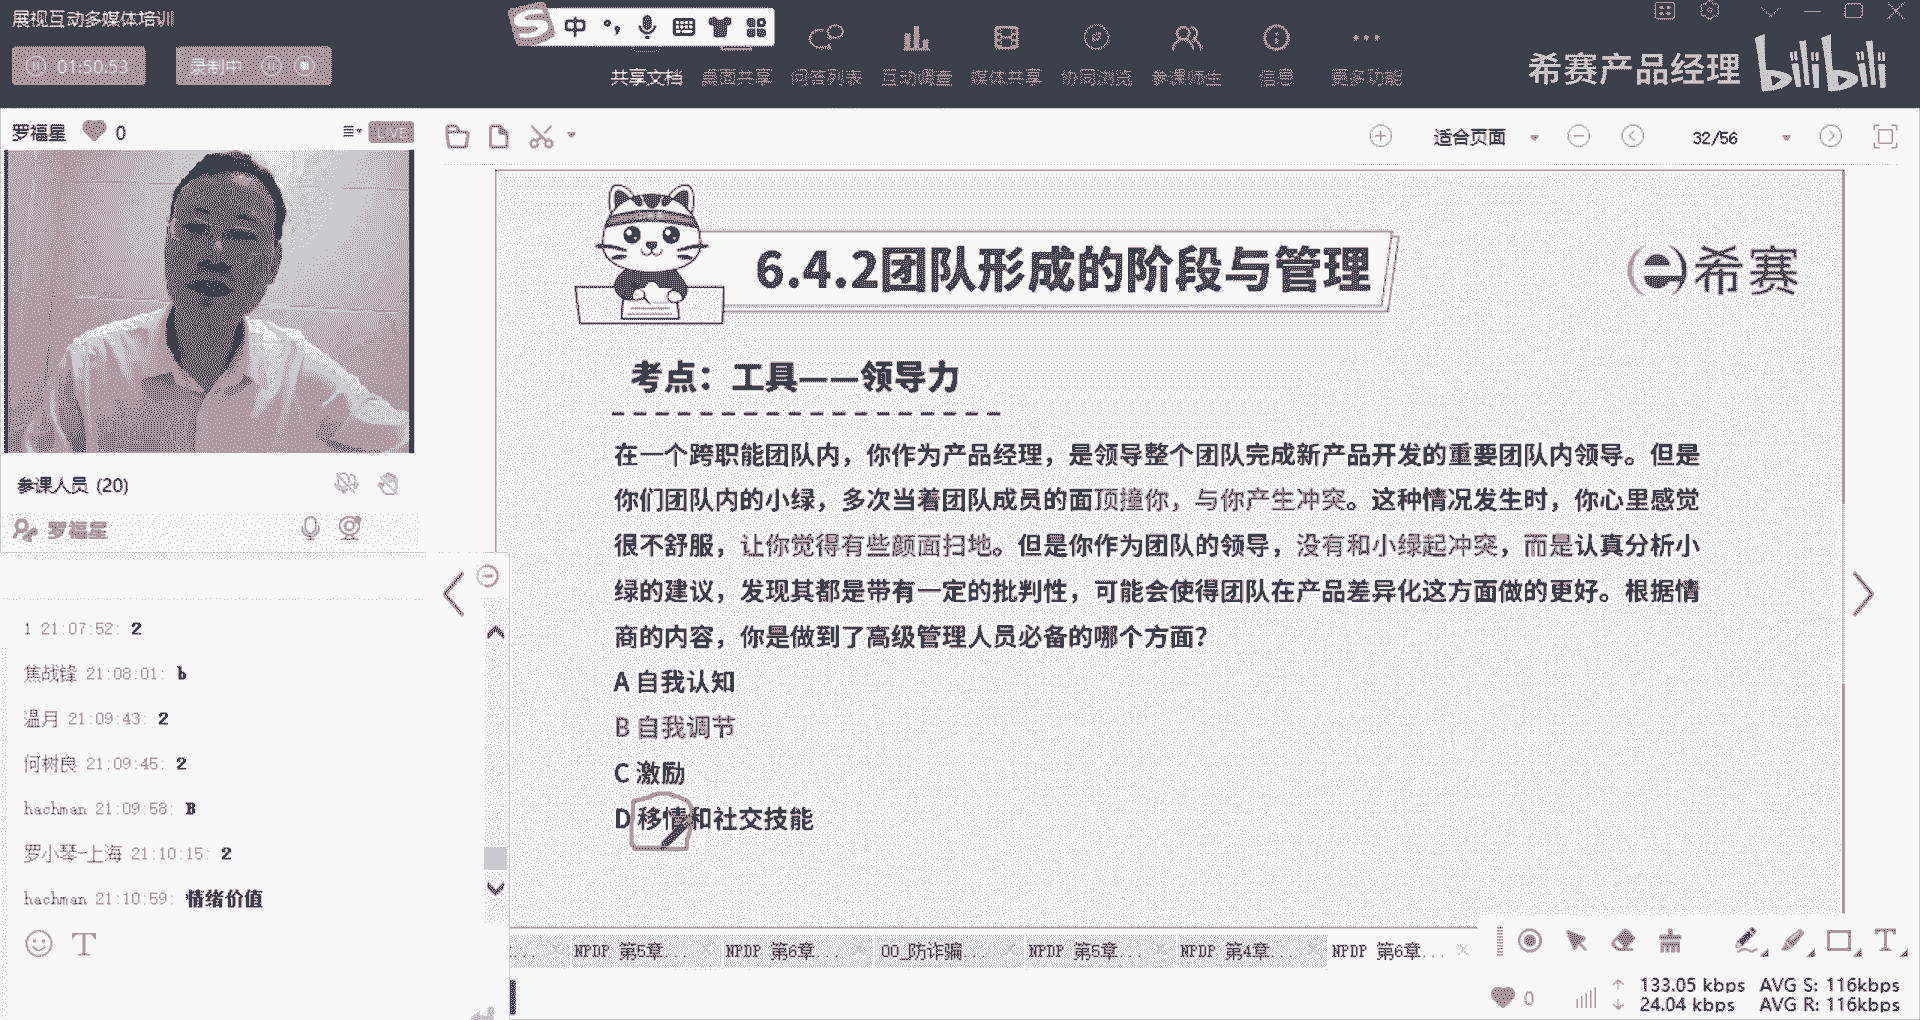 展视互动多媒体培训
中
01:50:53
录制中
共享文档 桌面共享 问答列表 互动调查 媒体共享 协同浏览 参课师生 信息 更多功能
希赛产品经理 bilibili
罗福星 0
LIVE
适合页面
32/56
6.4.2团队形成的阶段与管理
希赛
考点：工具——领导力
在一个跨职能团队内，你作为产品经理，是领导整个团队完成新产品开发的重要团队内领导。但是
你们团队内的小绿，多次当着团队成员的面顶撞你，与你产生冲突。这种情况发生时，你心里感觉
很不舒服，让你觉得有些颜面扫地。但是你作为团队的领导，没有和小绿起冲突，而是认真分析小
绿的建议，发现其都是带有一定的批判性，可能会使得团队在产品差异化这方面做的更好。根据情
商的内容，你是做到了高级管理人员必备的哪个方面？
A 自我认知
B 自我调节
C 激励
D 移情和社交技能
参课人员 (20)
罗福星
1 21:07:52: 2
焦战锋 21:08:01: b
温月 21:09:43: 2
何树良 21:09:45: 2
hachman 21:09:58: B
罗小琴-上海 21:10:15: 2
hachman 21:10:59: 情绪价值
T
NPDP 第5章... NPDP 第6章... 00_防诈骗... NPDP 第5章... NPDP 第4章... NPDP 第6章...
T
0
133.05 kbps AVG S: 116kbps
24.04 kbps AVG R: 116kbps